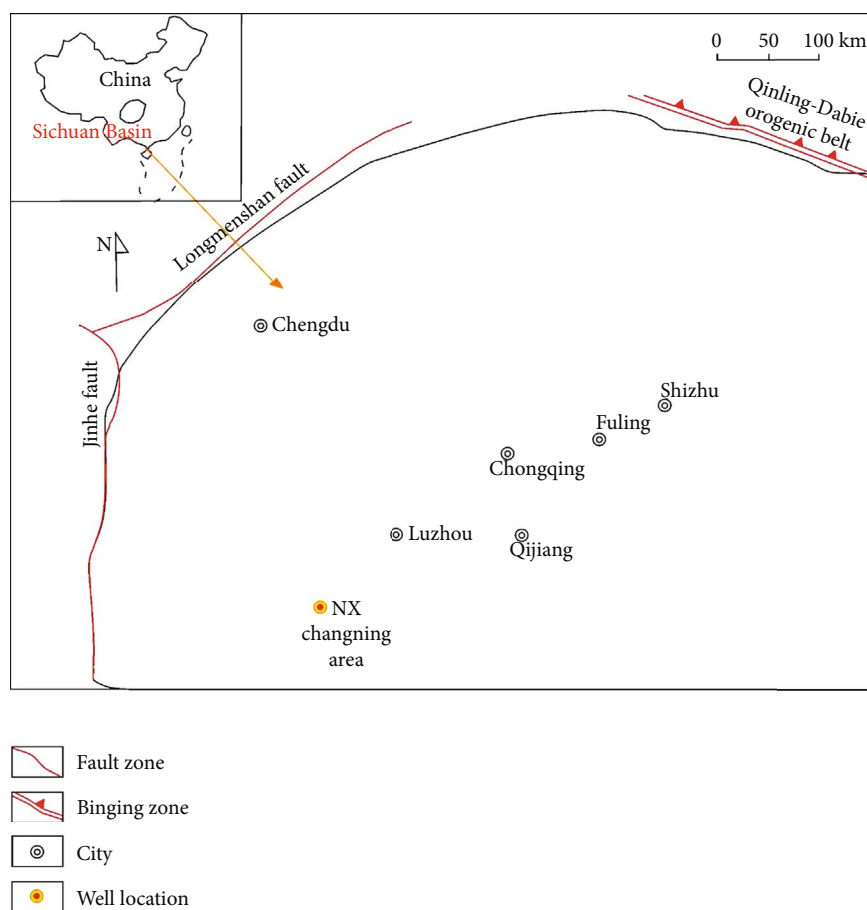 China
Sichuan Basin
0 50 100 km
Qinling-Dabie
orogenic belt
Longmenshan fault
N
Chengdu
Jinhe fault
Shizhu
Fuling
Chongqing
Luzhou
Qijiang
NX
changning
area
Fault zone
Binging zone
City
Well location